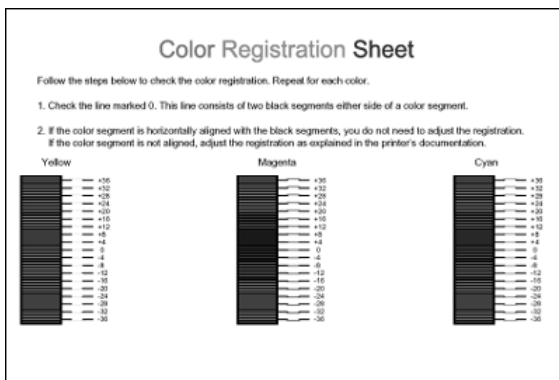 Color Registration Sheet
Follow the steps below to check the color registration. Repeat for each color.
1. Check the line marked 0. This line consists of two black segments either side of a color segment.
2. If the color segment is horizontally aligned with the black segments, you do not need to adjust the registration.
If the color segment is not aligned, adjust the registration as explained in the printer's documentation.
Yellow Magenta Cyan
+36 +36 +36
+32 +32 +32
+28 +28 +28
+24 +24 +24
+20 +20 +20
+16 +16 +16
+12 +12 +12
+8 +8 +8
+4 +4 +4
0 0 0
-4 -4 -4
-8 -8 -8
-12 -12 -12
-16 -16 -16
-20 -20 -20
-24 -24 -24
-28 -28 -28
-32 -32 -32
-36 -36 -36